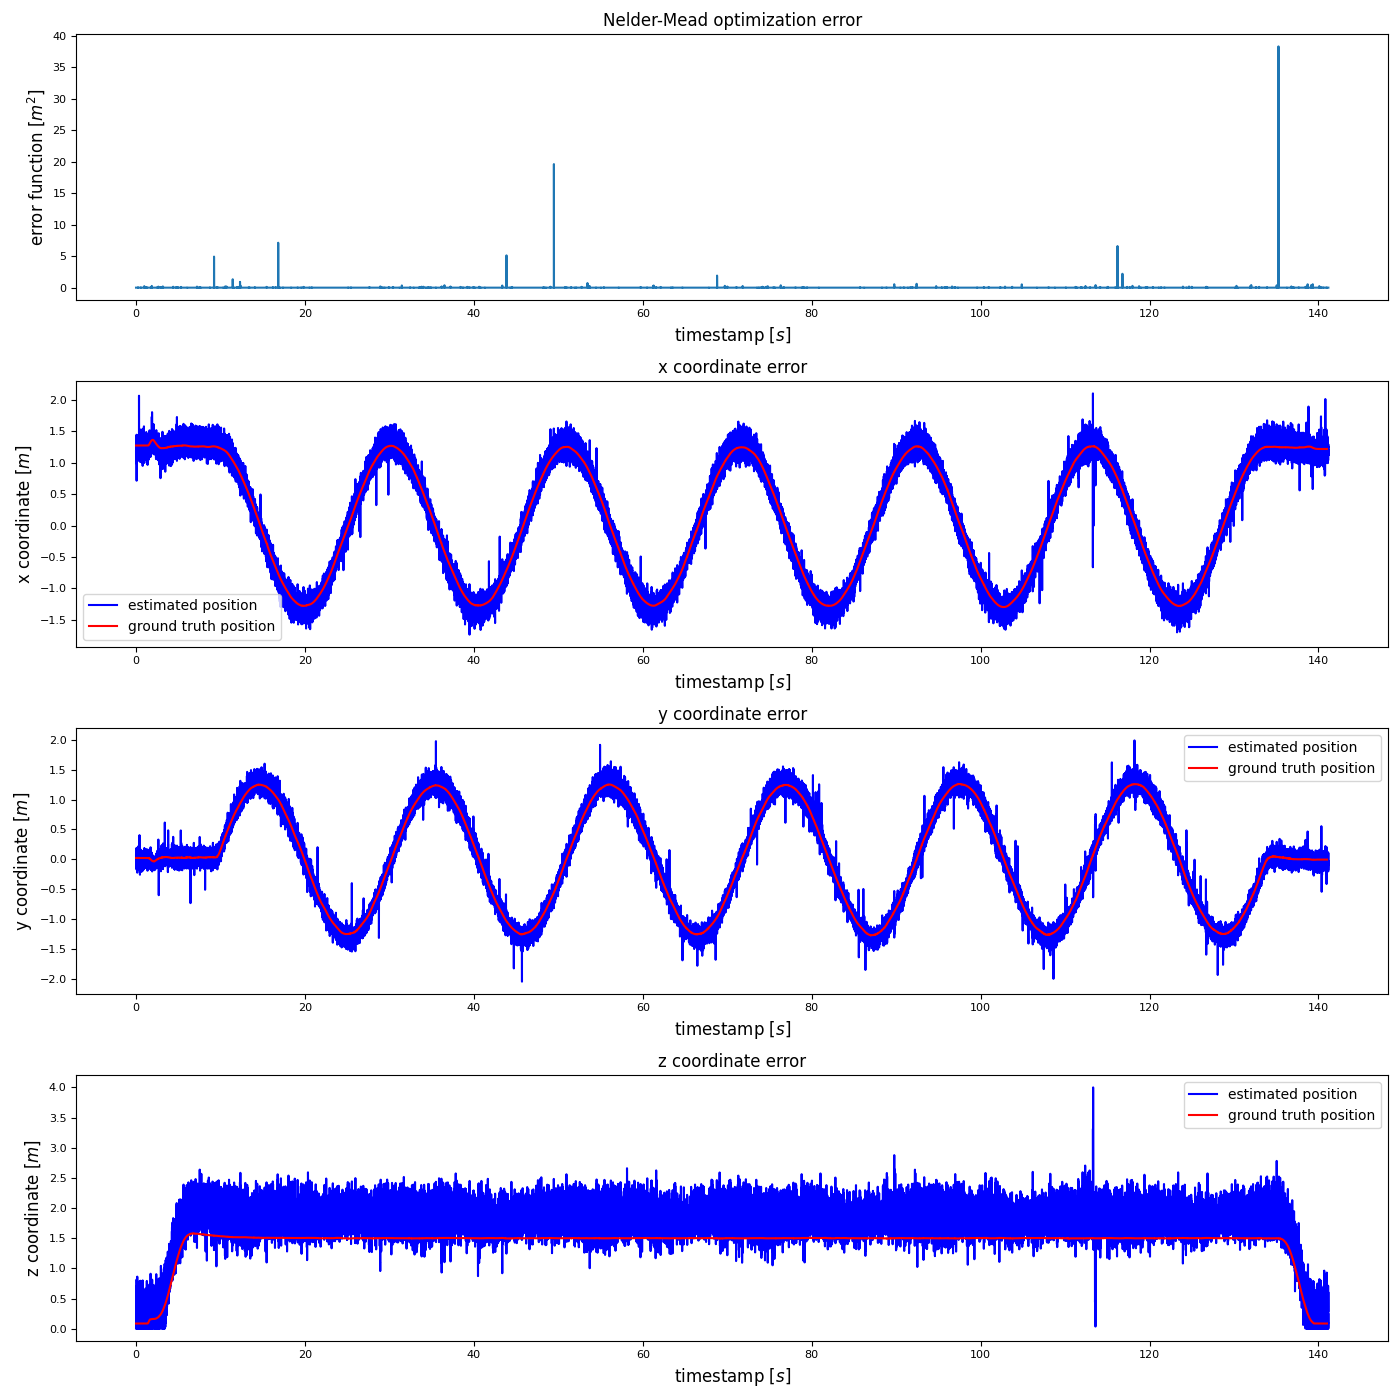 Nelder-Mead optimization error
40
35
30
25
20
15
10
5
0
error function [m²]
0 20 40 60 80 100 120 140
timestamp [s]
x coordinate error
2.0
1.5
1.0
0.5
0.0
−0.5
−1.0
−1.5
x coordinate [m]
estimated position
ground truth position
0 20 40 60 80 100 120 140
timestamp [s]
y coordinate error
2.0
1.5
1.0
0.5
0.0
−0.5
−1.0
−1.5
−2.0
y coordinate [m]
estimated position
ground truth position
0 20 40 60 80 100 120 140
timestamp [s]
z coordinate error
4.0
3.5
3.0
2.5
2.0
1.5
1.0
0.5
0.0
z coordinate [m]
estimated position
ground truth position
0 20 40 60 80 100 120 140
timestamp [s]